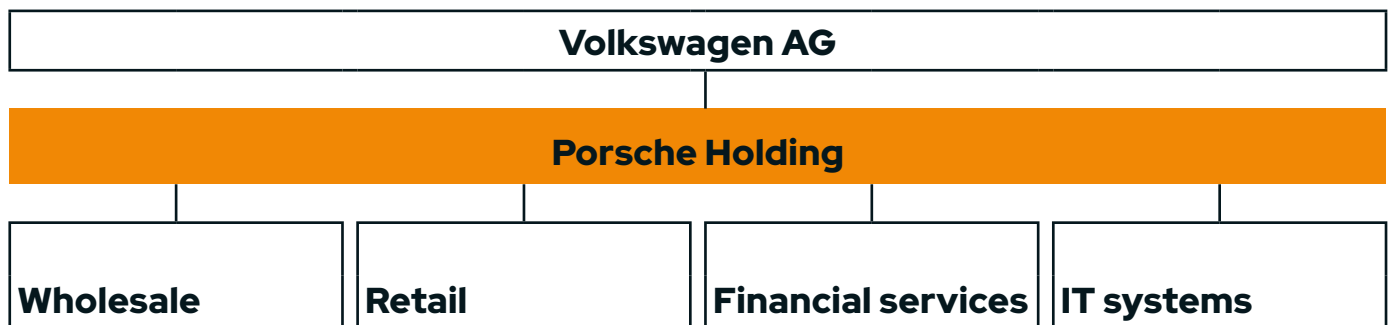 Volkswagen AG
Porsche Holding
Wholesale
Retail
Financial services
IT systems